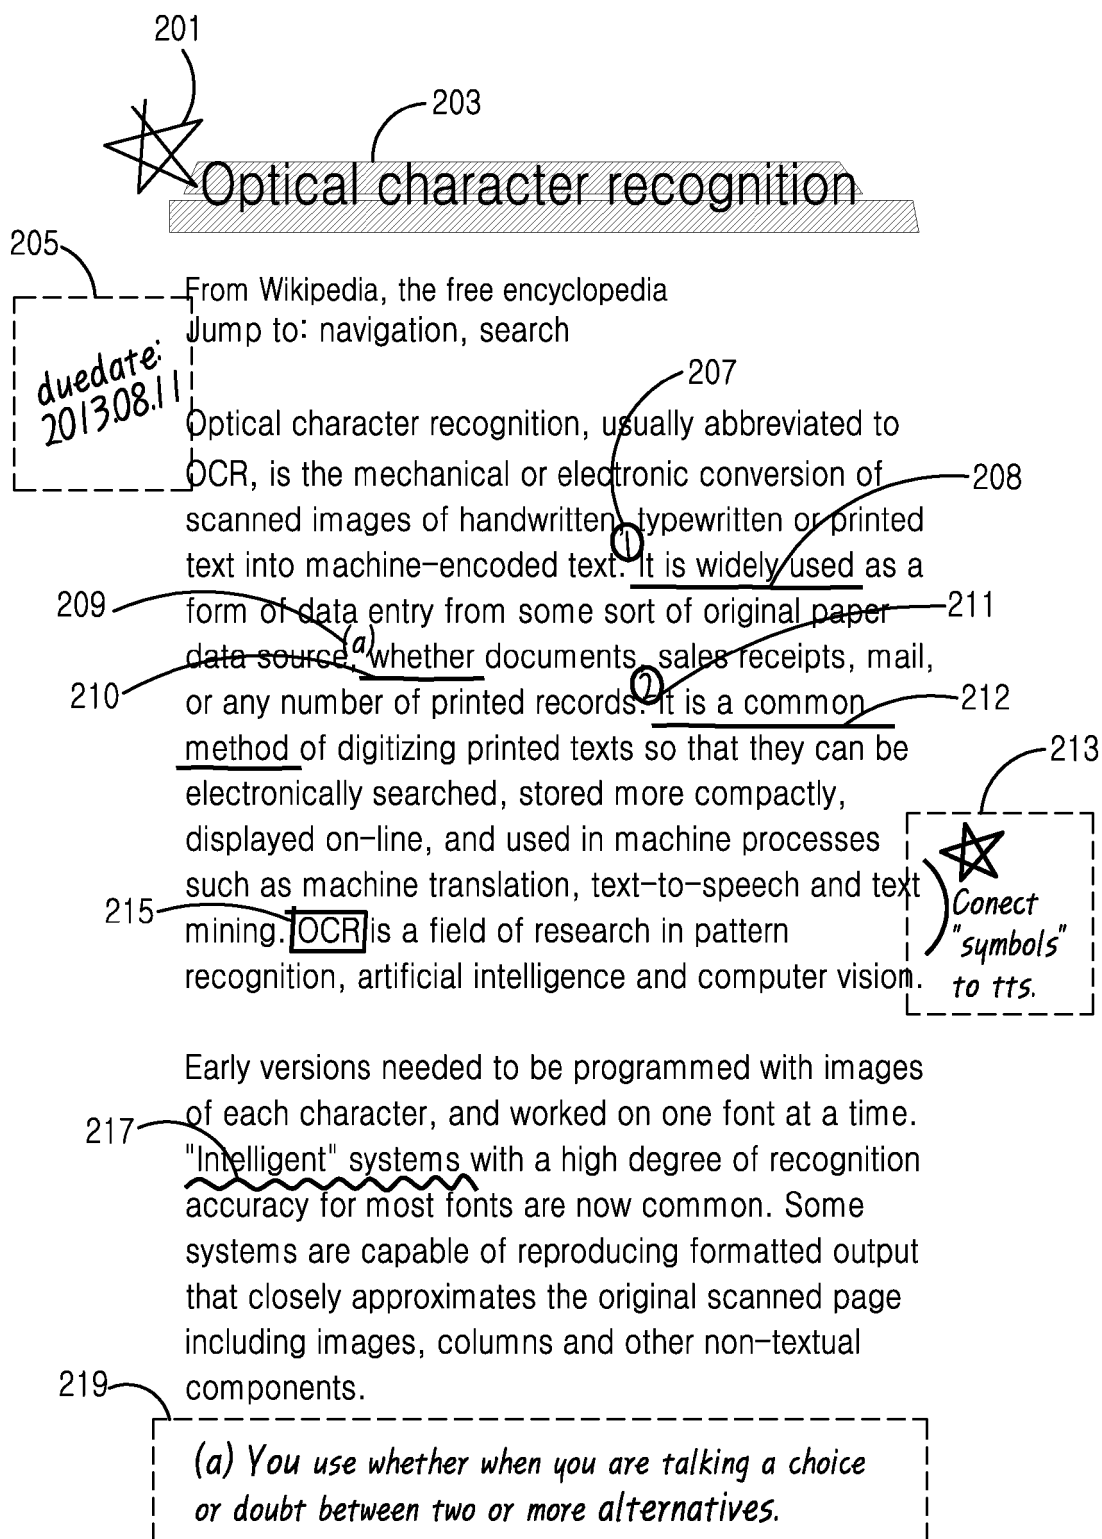 201
203
Optical character recognition
205
From Wikipedia, the free encyclopedia
Jump to: navigation, search
duedate:
2013.08.11
207
Optical character recognition, usually abbreviated to
OCR, is the mechanical or electronic conversion of
208
scanned images of handwritten, typewritten or printed
1
text into machine-encoded text. It is widely used as a
209
form of data entry from some sort of original paper
211
(a)
data source, whether documents, sales receipts, mail,
210
2
or any number of printed records. It is a common
212
method of digitizing printed texts so that they can be
213
electronically searched, stored more compactly,
displayed on-line, and used in machine processes
such as machine translation, text-to-speech and text
215
mining. OCR is a field of research in pattern
recognition, artificial intelligence and computer vision.
Conect
"symbols"
to tts.
Early versions needed to be programmed with images
of each character, and worked on one font at a time.
217
"Intelligent" systems with a high degree of recognition
accuracy for most fonts are now common. Some
systems are capable of reproducing formatted output
that closely approximates the original scanned page
including images, columns and other non-textual
components.
219
(a) You use whether when you are talking a choice
or doubt between two or more alternatives.